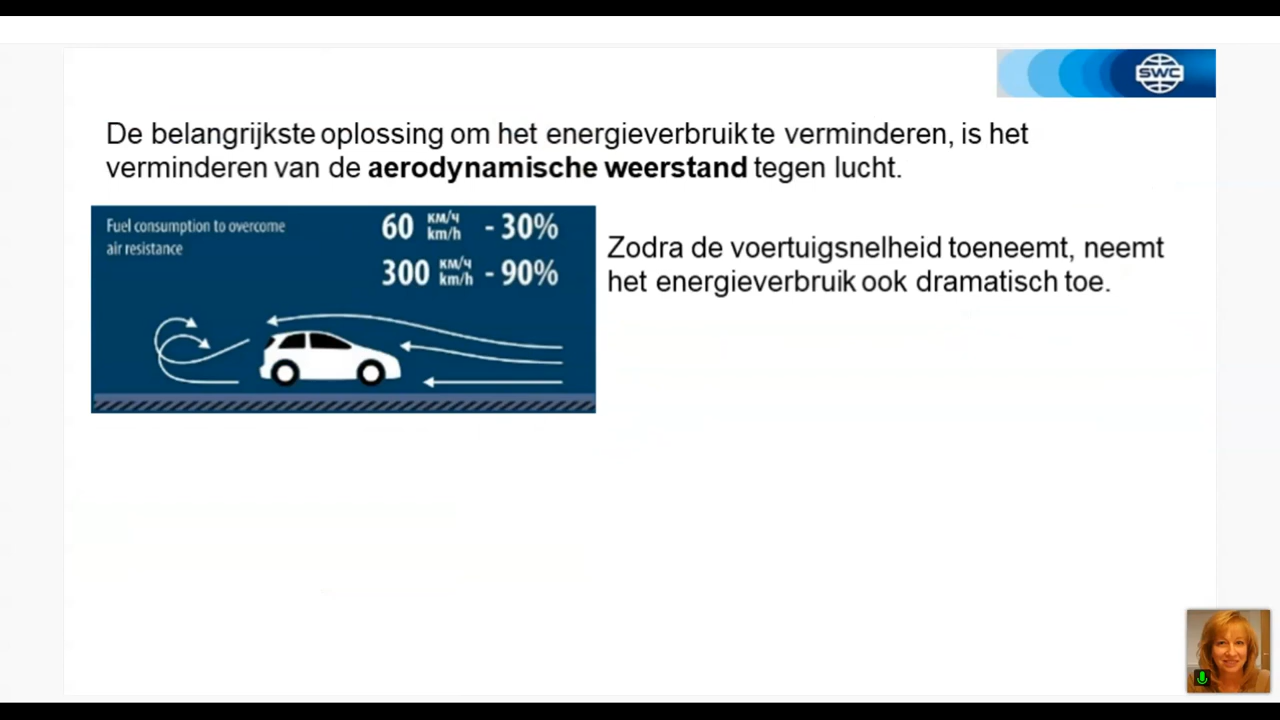 SWC
De belangrijkste oplossing om het energieverbruik te verminderen, is het
verminderen van de aerodynamische weerstand tegen lucht.
Fuel consumption to overcome
air resistance
60 км/ч km/h - 30%
300 км/ч km/h - 90%
Zodra de voertuigsnelheid toeneemt, neemt
het energieverbruik ook dramatisch toe.